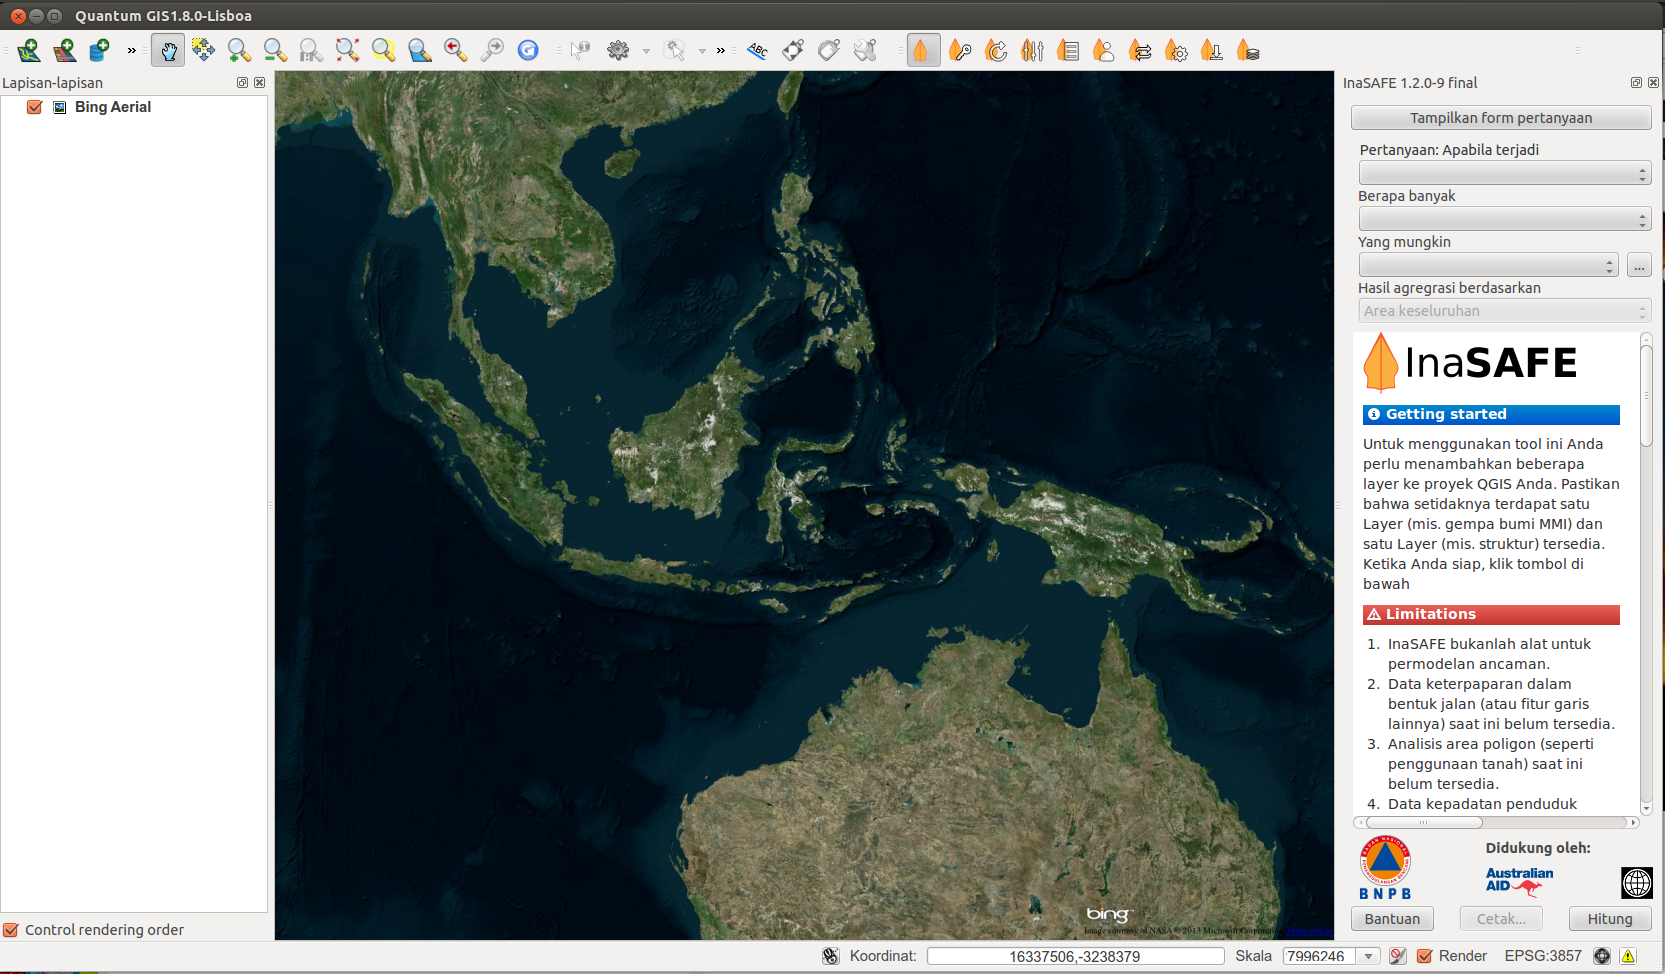 Quantum GIS1.8.0-Lisboa
ABC
Lapisan-lapisan
Bing Aerial
Control rendering order
InaSAFE 1.2.0-9 final
Tampilkan form pertanyaan
Pertanyaan: Apabila terjadi
Berapa banyak
Yang mungkin
...
Hasil agregrasi berdasarkan
Area keseluruhan
InaSAFE
Getting started
Untuk menggunakan tool ini Anda
perlu menambahkan beberapa
layer ke proyek QGIS Anda. Pastikan
bahwa setidaknya terdapat satu
Layer (mis. gempa bumi MMI) dan
satu Layer (mis. struktur) tersedia.
Ketika Anda siap, klik tombol di
bawah
Limitations
1. InaSAFE bukanlah alat untuk
permodelan ancaman.
2. Data keterpaparan dalam
bentuk jalan (atau fitur garis
lainnya) saat ini belum tersedia.
3. Analisis area poligon (seperti
penggunaan tanah) saat ini
belum tersedia.
4. Data kepadatan penduduk
BNPB
Didukung oleh:
Australian
AID
Bantuan
Cetak...
Hitung
bing
Image courtesy of NASA © 2013 Microsoft Corporation
Terms of Use
Koordinat:
16337506,-3238379
Skala
7996246
Render
EPSG:3857